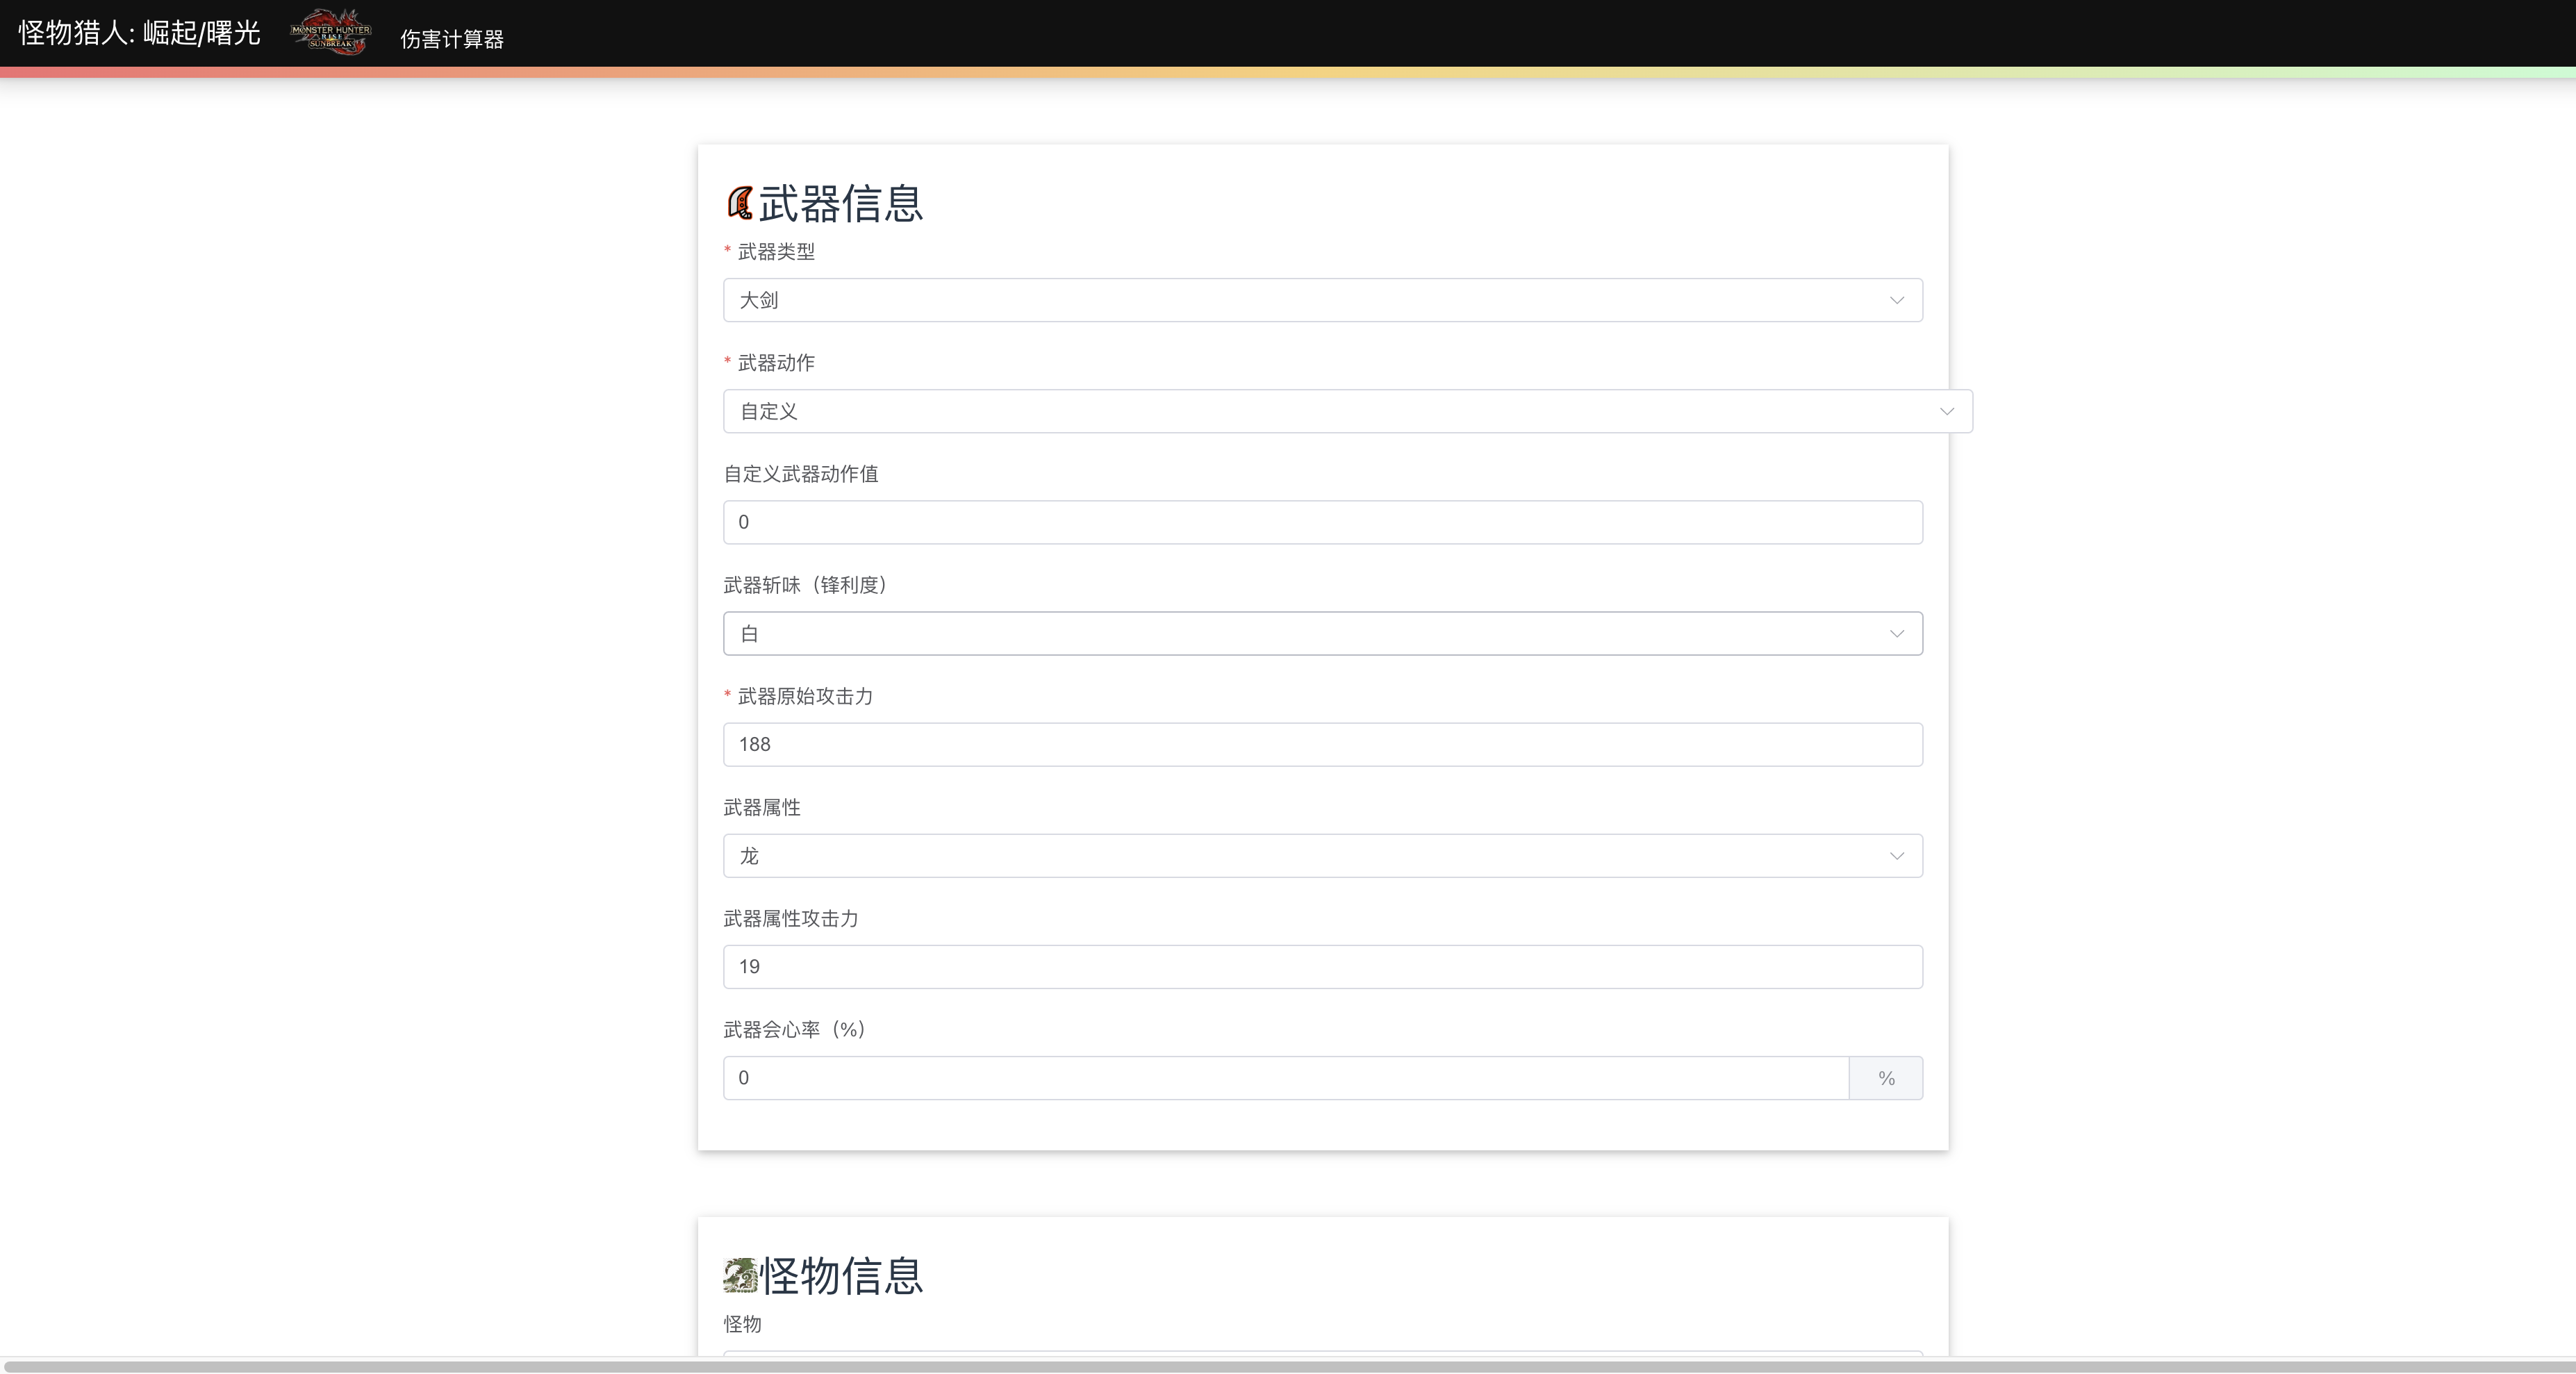 怪物猎人: 崛起/曙光
MONSTER HUNTER
RISE
SUNBREAK
伤害计算器
武器信息
* 武器类型
大剑
* 武器动作
自定义
自定义武器动作值
0
武器斩味（锋利度）
白
* 武器原始攻击力
188
武器属性
龙
武器属性攻击力
19
武器会心率（%）
0
%
怪物信息
怪物